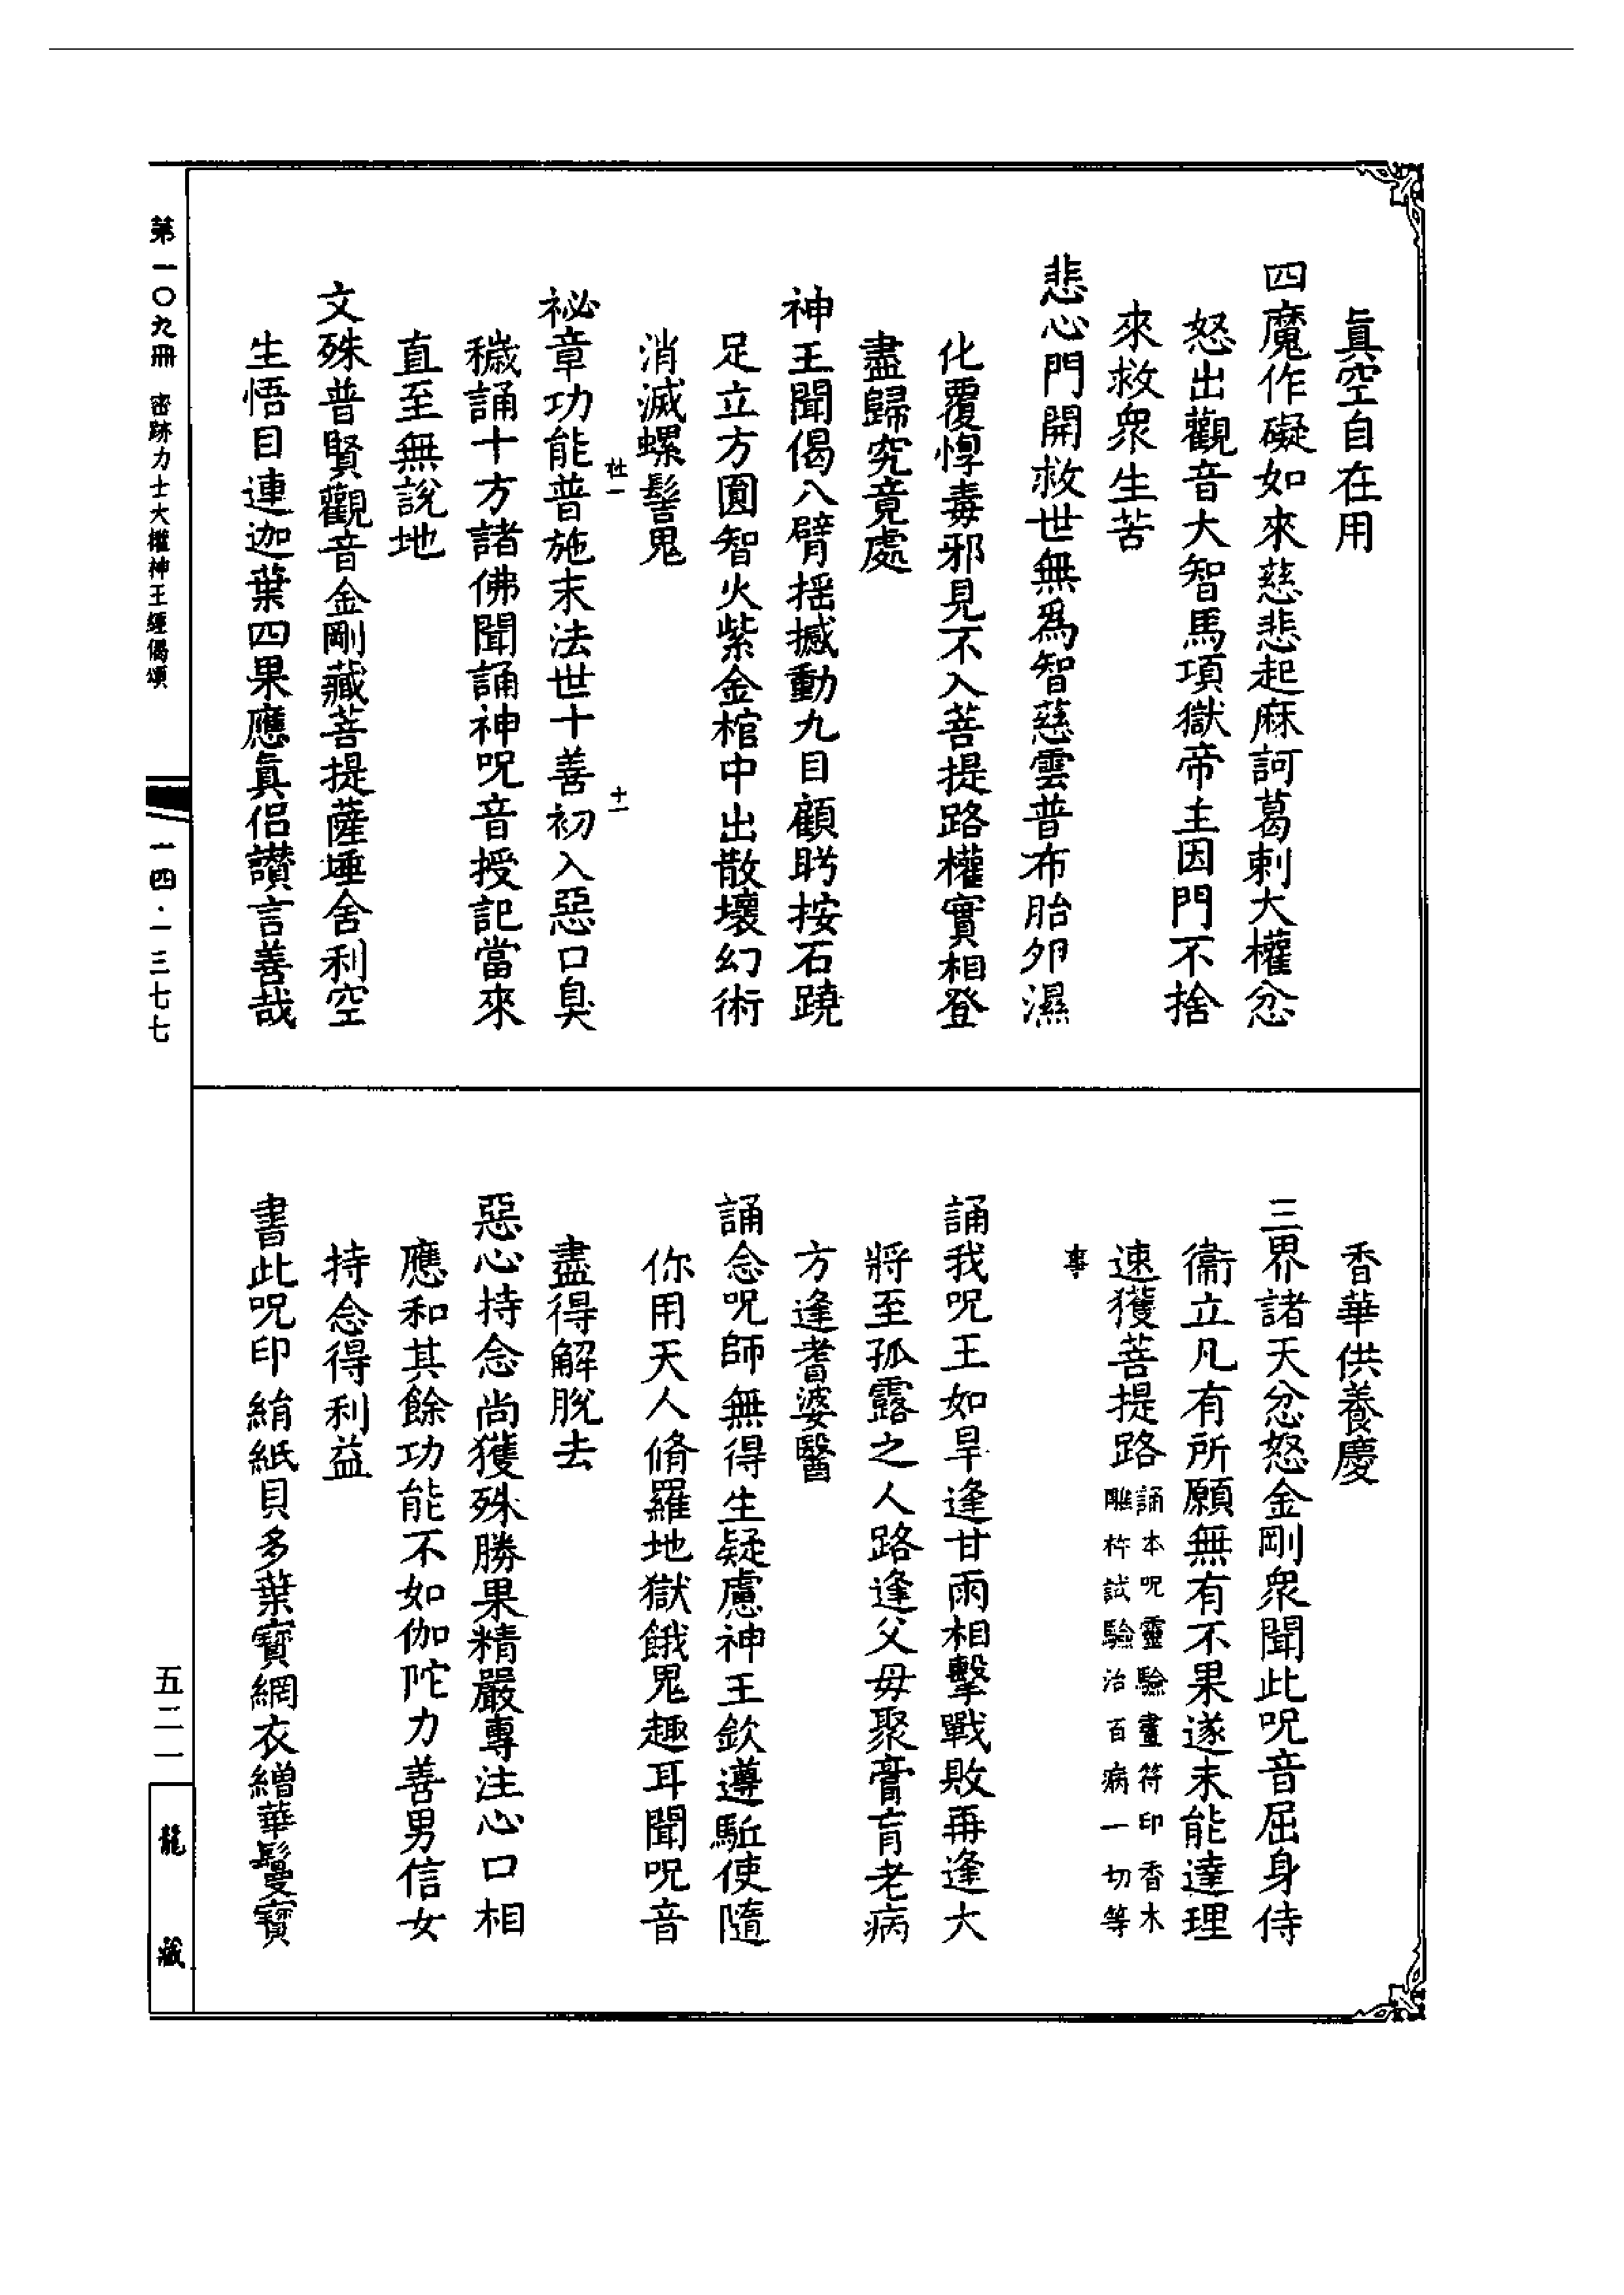 眞空自在用
四魔作礙如來慈悲起麻訶葛剌大權忿
怒出觀音大智馬項獄帝主因門不捨
來救衆生苦
悲心門開救世無爲智慈雲普布胎卵濕
化覆悖毒邪見不入菩提路權實相登
盡歸究竟處
神王聞偈八臂揺撼動九目顧盻按石蹺
足立方圓智火紫金棺中出散壞幻術
消滅螺髻鬼
祕章功能普施末法世十善初入惡口臭
穢誦十方諸佛聞誦神呪音授記當來
直至無說地
文殊普賢觀音金剛藏菩提薩埵舍利空
生悟目連迦葉四果應眞侣讃言善哉
香華供養慶
三界諸天忿怒金剛衆聞此呪音屈身侍
衞立凡有所願無有不果遂未能達理
速獲菩提路誦本呪靈驗畫符印香木
雕杵試驗治百病一切等
事
誦我呪王如旱逢甘雨相擊戰敗再逢大
將至孤露之人路逢父母聚膏肓老病
方逢耆婆醫
誦念呪師無得生疑慮神王欽遵駈使隨
你用天人脩羅地獄餓鬼趣耳聞呪音
盡得解脫去
惡心持念尚獲殊勝果精嚴專注心口相
應和其餘功能不如伽陀力善男信女
持念得利益
書此呪印絹紙貝多葉寳網衣繒華鬘寳
第一〇九冊 密跡力士大權神王經偈頌
一四·一三七七
五二一
龍藏